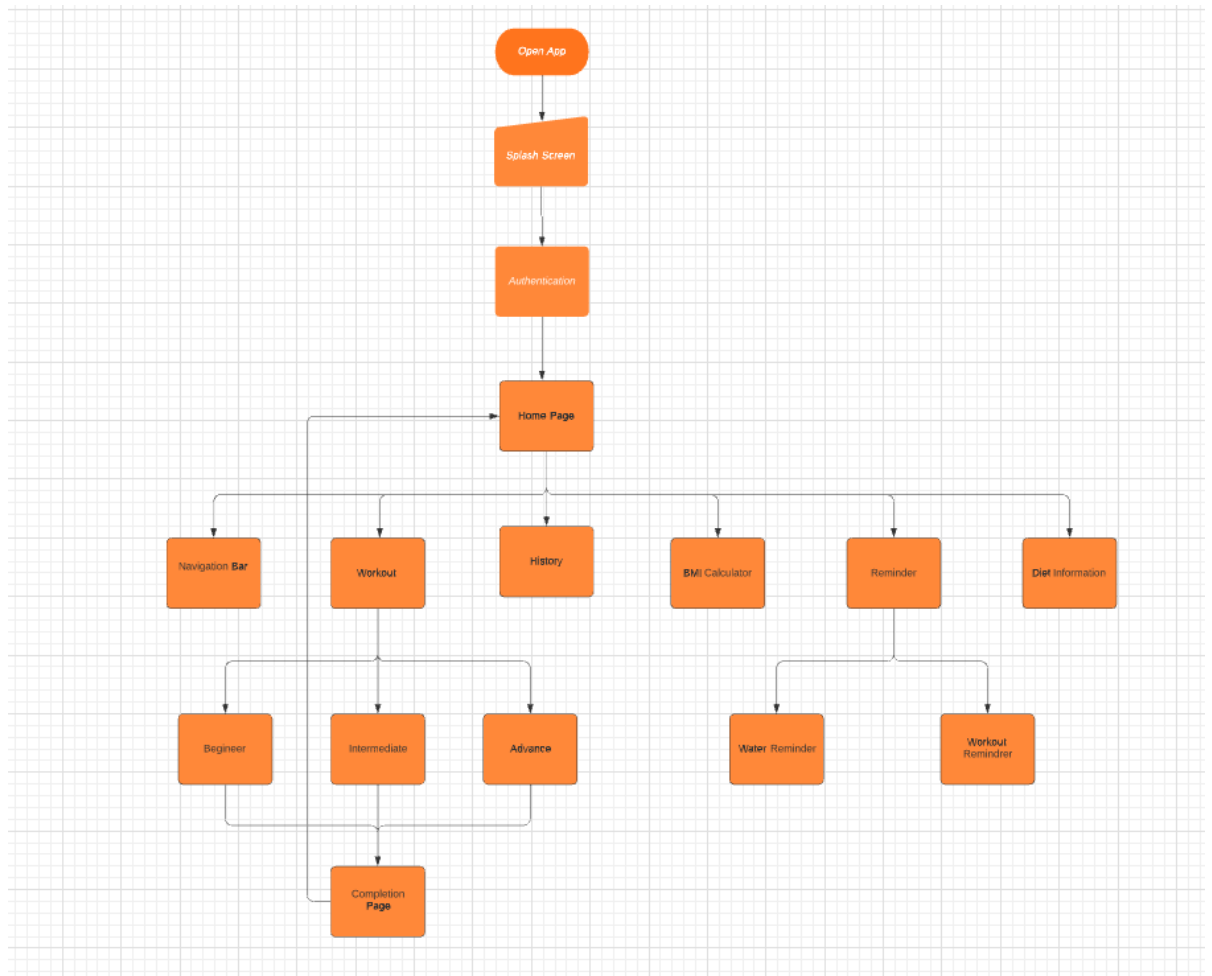 Open App
Splash Screen
Authentication
Home Page
Navigation Bar
Workout
History
BMI Calculator
Reminder
Diet Information
Begineer
Intermediate
Advance
Water Reminder
Workout
Remindrer
Completion
Page